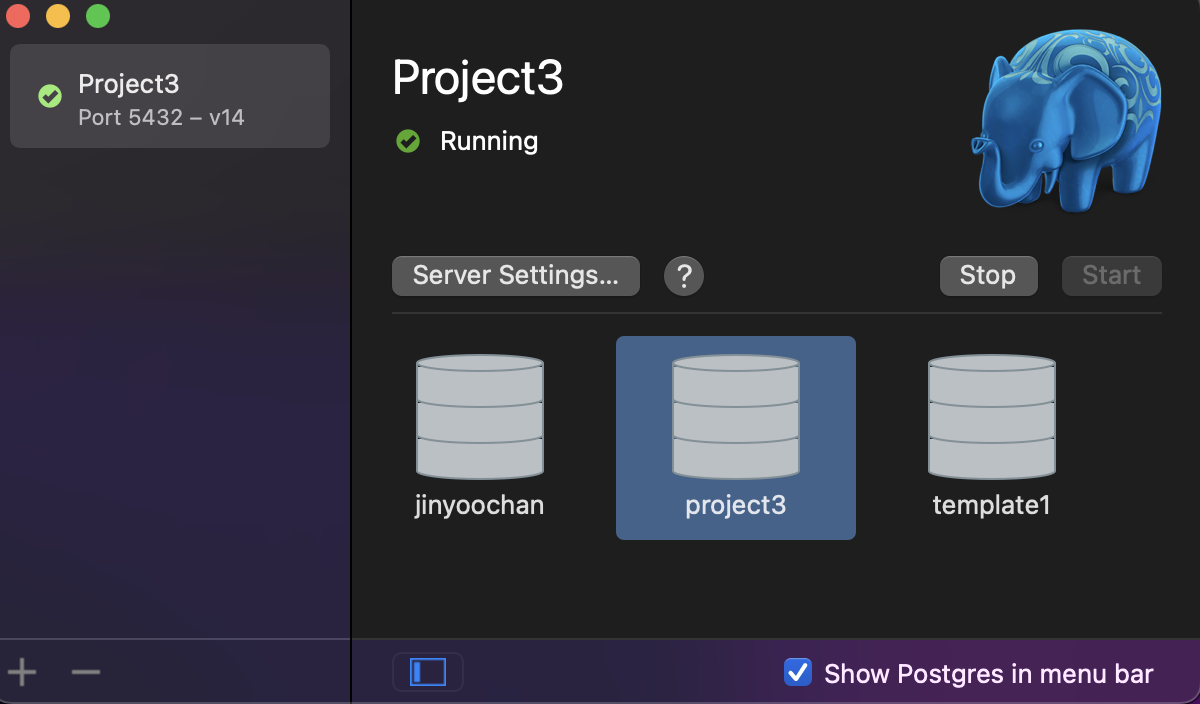 Project3
Port 5432 – v14
Project3
Running
Server Settings...
?
Stop
Start
jinyoochan
project3
template1
Show Postgres in menu bar